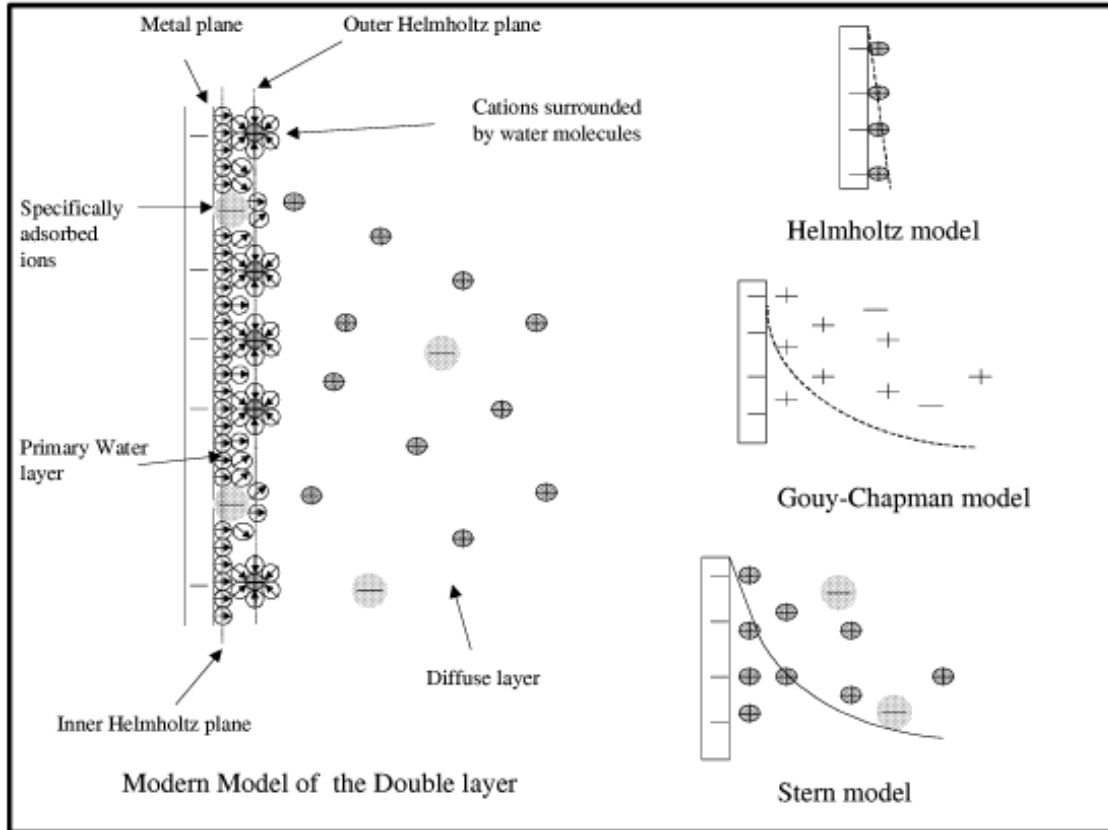 Metal plane
Outer Helmholtz plane
Cations surrounded
by water molecules
Specifically
adsorbed
ions
Primary Water
layer
Diffuse layer
Inner Helmholtz plane
Modern Model of the Double layer
Helmholtz model
Gouy-Chapman model
Stern model